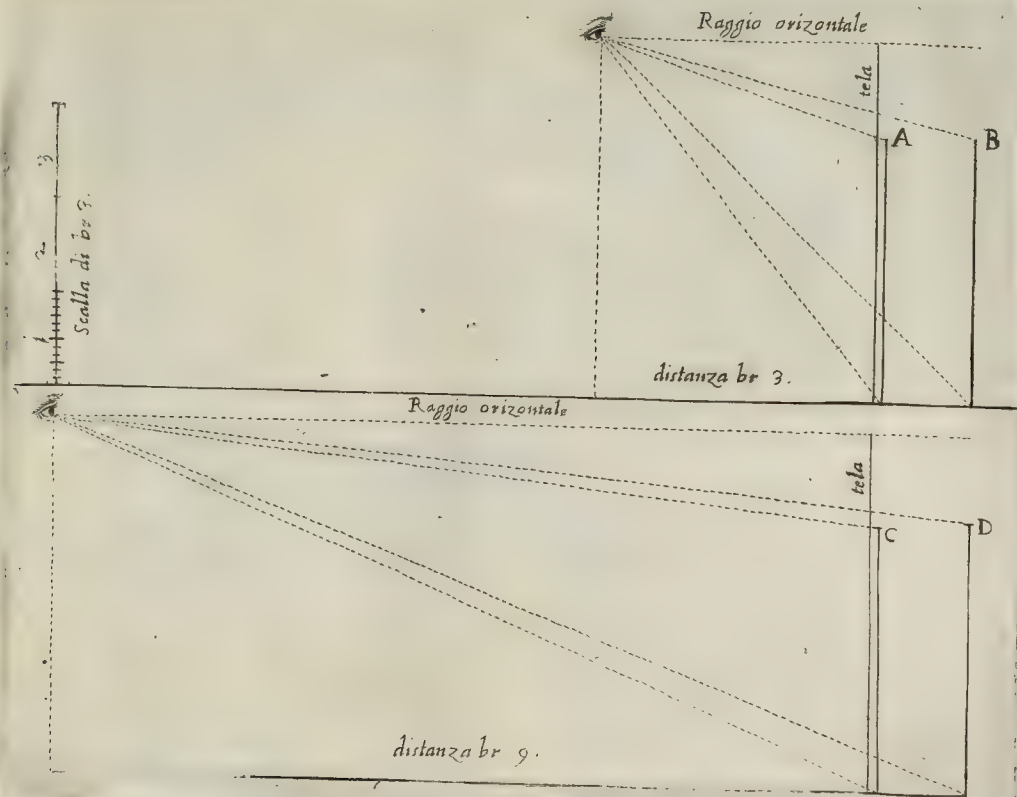 Raggio orizontale
tela
A
B
3
2
1
Scalla di br 3.
distanza br 3.
Raggio orizontale
tela
C
D
distanza br 9.